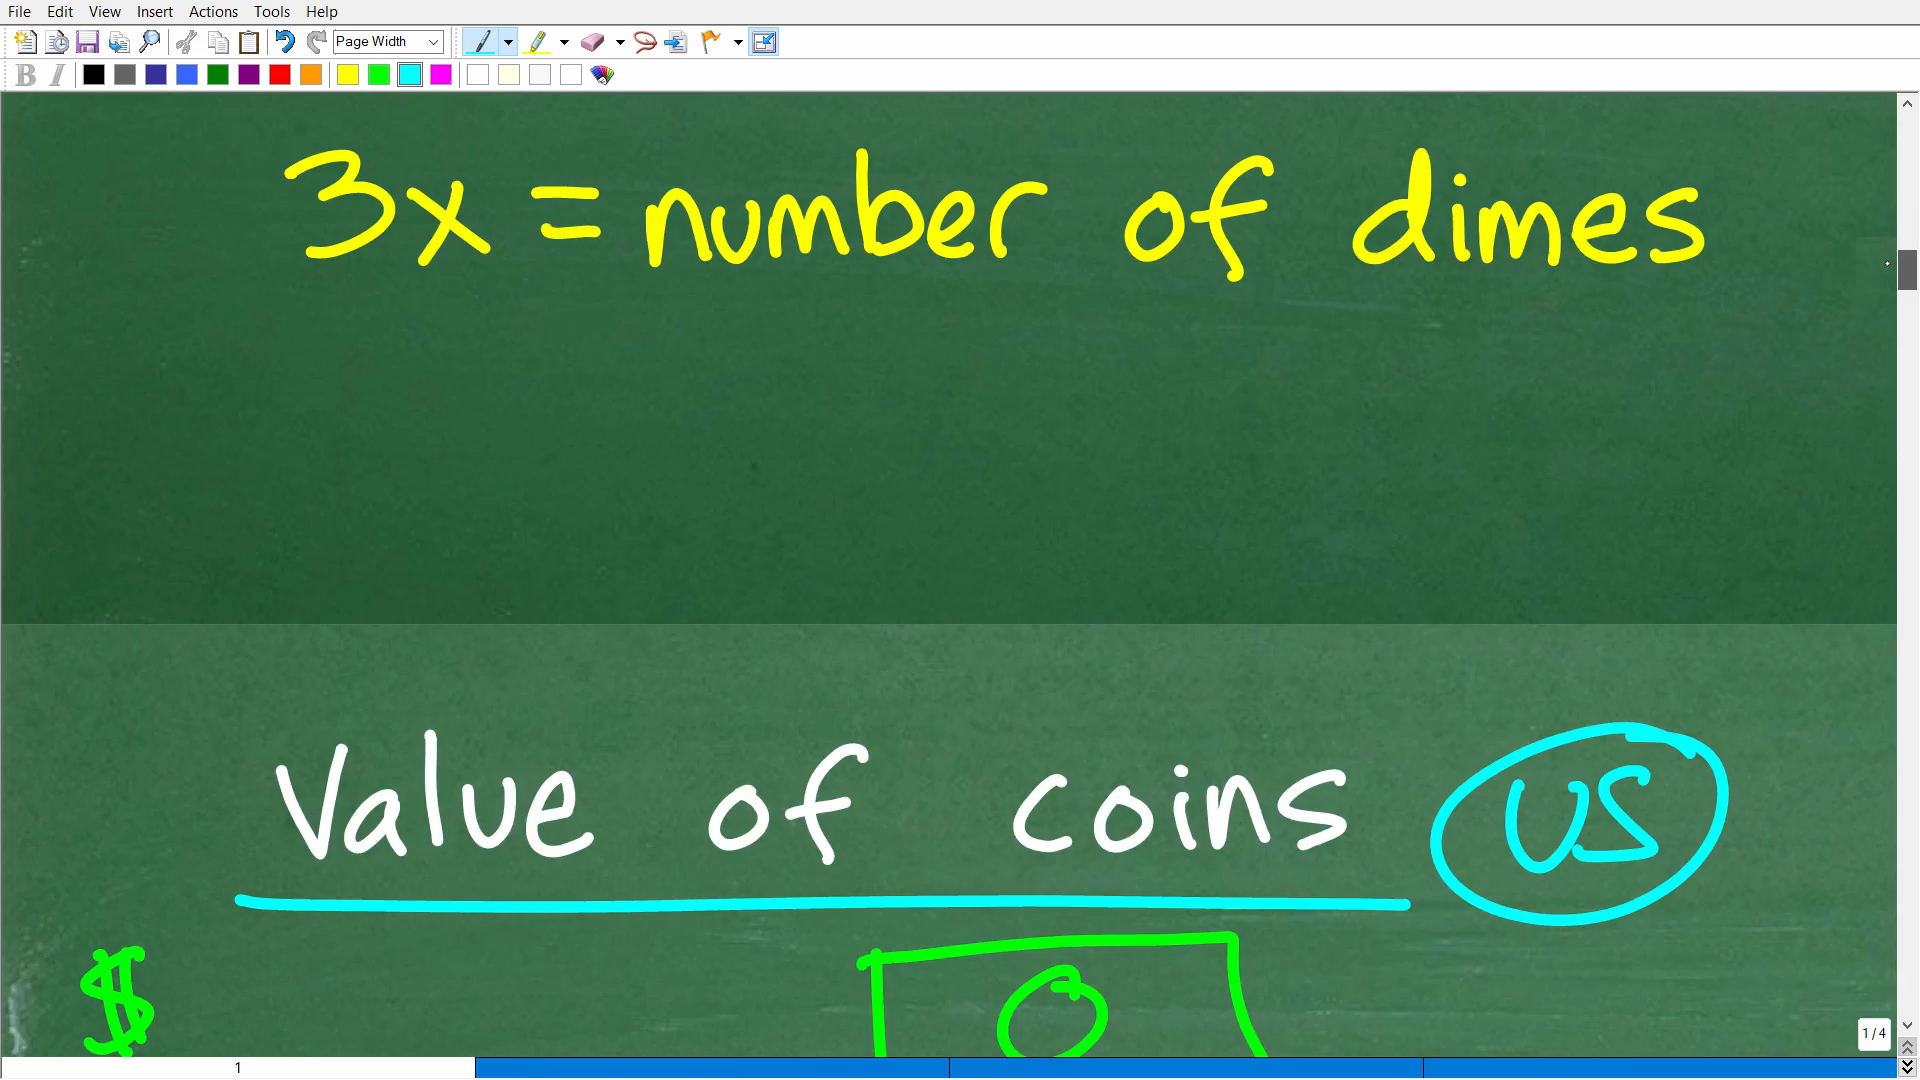 File Edit View Insert Actions Tools Help
Page Width
B I
3x = number of dimes
Value of coins US
$
1 / 4
1